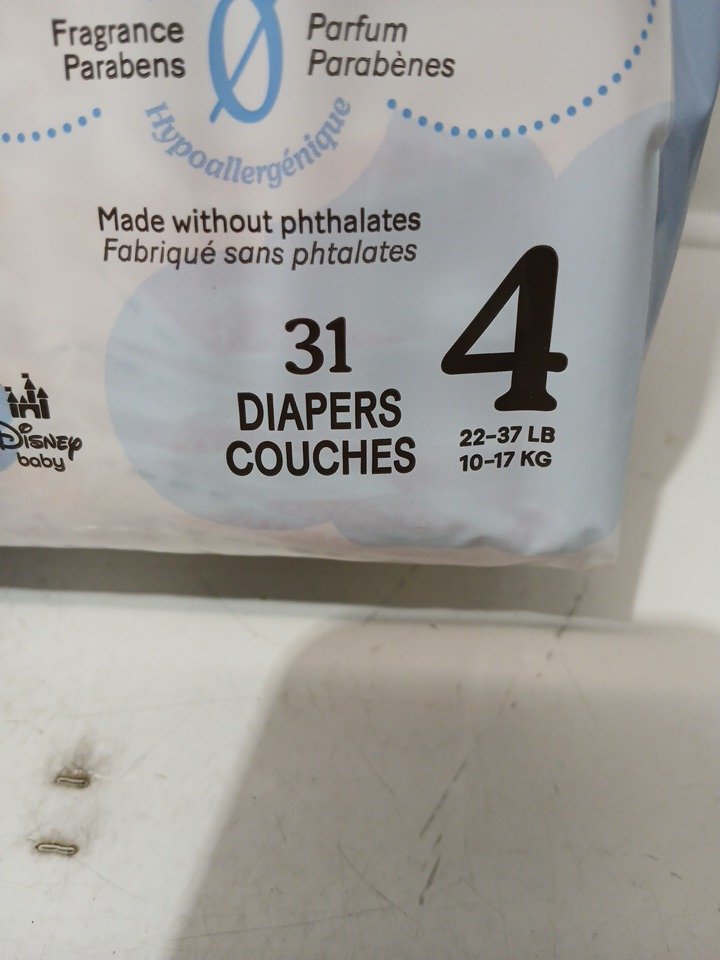 Fragrance
Parabens
0
Parfum
Parabènes
Hypoallergénique
Made without phthalates
Fabriqué sans phtalates
31
DIAPERS
COUCHES
4
22-37 LB
10-17 KG
Disney
baby